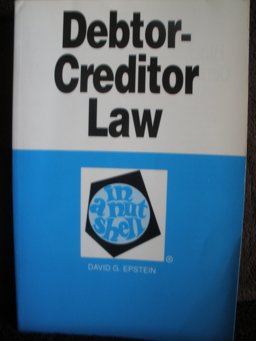 Debtor-
Creditor
Law
in
a nut
shell
®
DAVID G. EPSTEIN